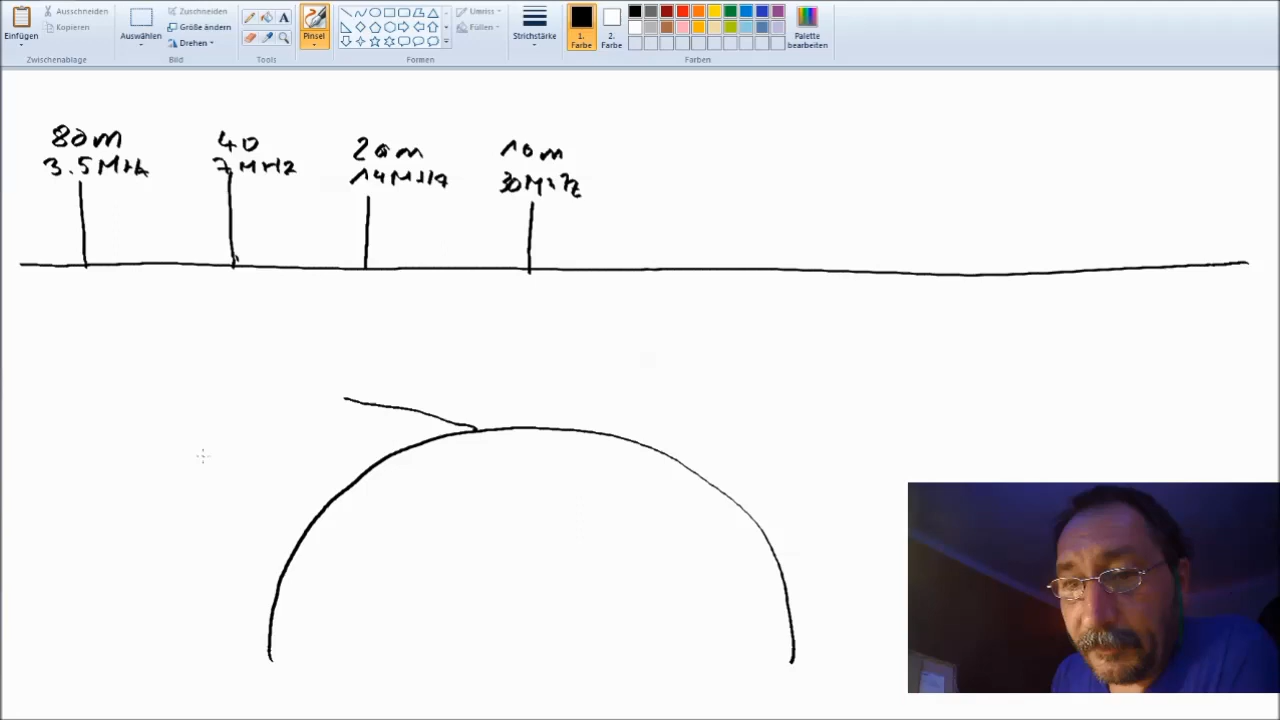 Einfügen
Ausschneiden
Kopieren
Zwischenablage
Auswählen
Zuschneiden
Größe ändern
Drehen
Bild
A
Tools
Pinsel
Umriss
Füllen
Formen
Strichstärke
1.
Farbe
2.
Farbe
Palette
bearbeiten
Farben
80m
3.5MHz
40
7MHz
20m
14MHz
10m
30MHz